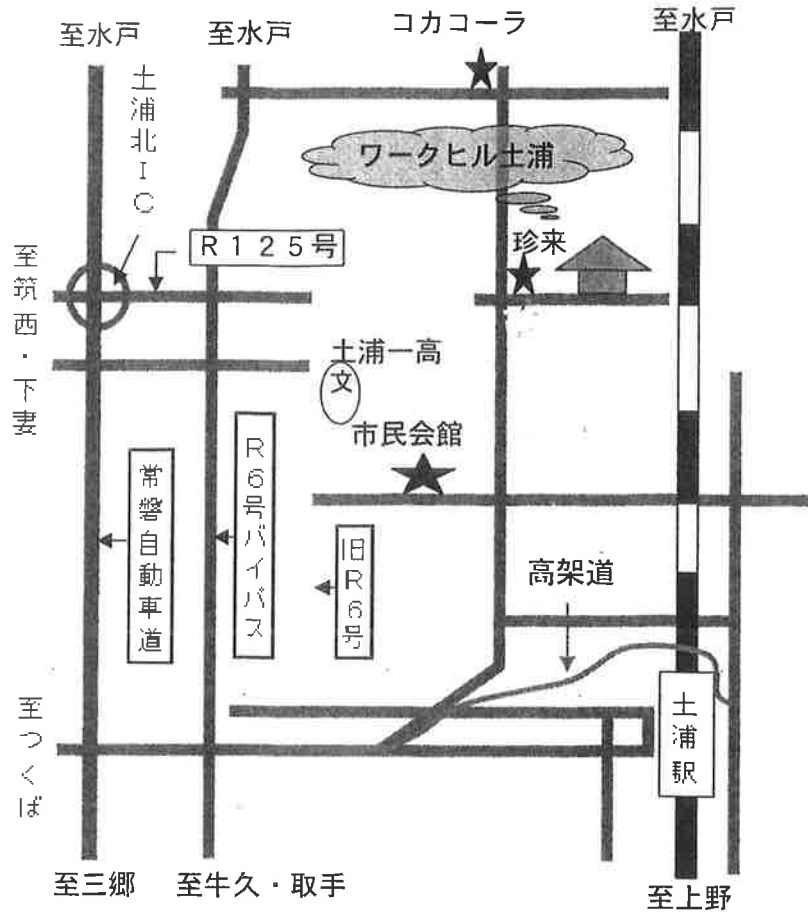 至水戸
至水戸
コカコーラ
至水戸
土浦北IC
ワークヒル土浦
R125号
珍来
至筑西・下妻
土浦一高
文
市民会館
常磐自動車道
R6号バイパス
旧R6号
高架道
至つくば
土浦駅
至三郷
至牛久・取手
至上野